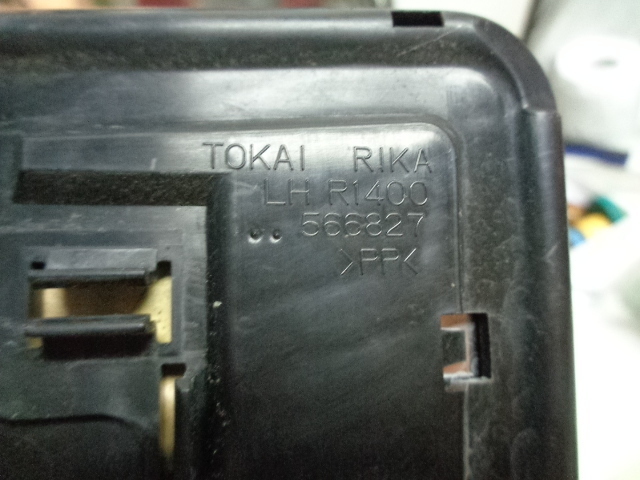 TOKAI RIKA
LH R1400
566827
>PP<